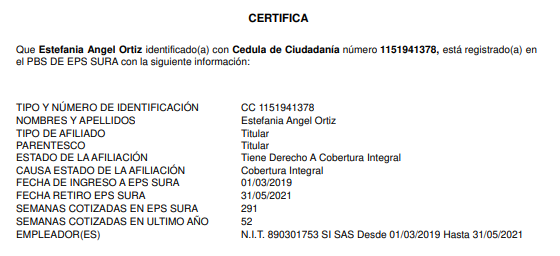 CERTIFICA
Que Estefania Angel Ortiz identificado(a) con Cedula de Ciudadanía número 1151941378, está registrado(a) en
el PBS DE EPS SURA con la siguiente información:
TIPO Y NÚMERO DE IDENTIFICACIÓN CC 1151941378
NOMBRES Y APELLIDOS Estefania Angel Ortiz
TIPO DE AFILIADO Titular
PARENTESCO Titular
ESTADO DE LA AFILIACIÓN Tiene Derecho A Cobertura Integral
CAUSA ESTADO DE LA AFILIACIÓN Cobertura Integral
FECHA DE INGRESO A EPS SURA 01/03/2019
FECHA RETIRO EPS SURA 31/05/2021
SEMANAS COTIZADAS EN EPS SURA 291
SEMANAS COTIZADAS EN ULTIMO AÑO 52
EMPLEADOR(ES) N.I.T. 890301753 SI SAS Desde 01/03/2019 Hasta 31/05/2021